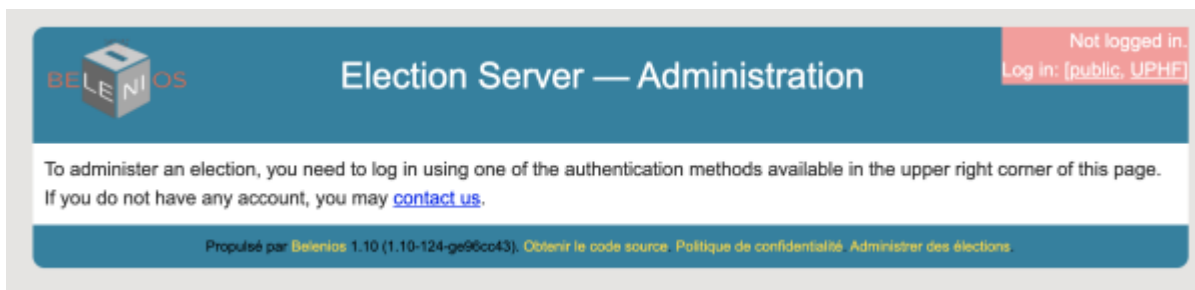 BELENIOS
Election Server — Administration
Not logged in.
Log in: [public, UPHF]
To administer an election, you need to log in using one of the authentication methods available in the upper right corner of this page.
If you do not have any account, you may contact us.
Propulsé par Belenios 1.10 (1.10-124-ge96cc43). Obtenir le code source. Politique de confidentialité. Administrer des élections.